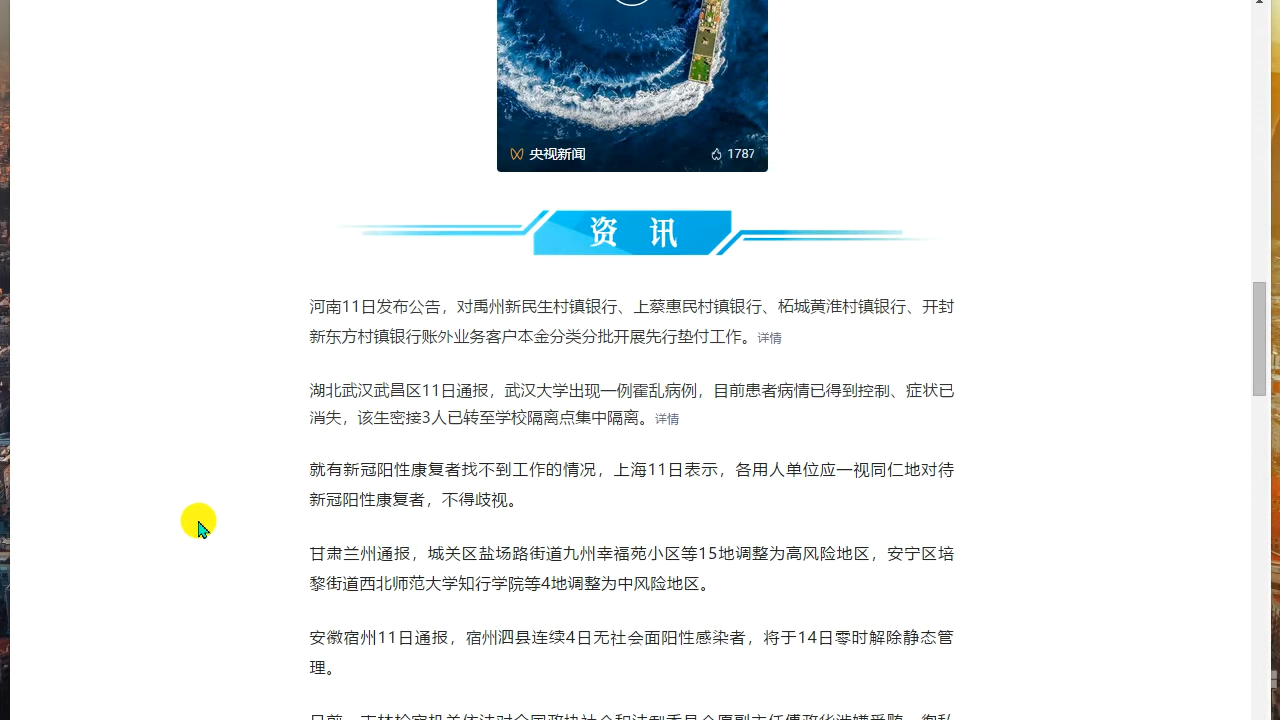 央视新闻 1787
资 讯
河南11日发布公告，对禹州新民生村镇银行、上蔡惠民村镇银行、柘城黄淮村镇银行、开封
新东方村镇银行账外业务客户本金分类分批开展先行垫付工作。详情
湖北武汉武昌区11日通报，武汉大学出现一例霍乱病例，目前患者病情已得到控制、症状已
消失，该生密接3人已转至学校隔离点集中隔离。详情
就有新冠阳性康复者找不到工作的情况，上海11日表示，各用人单位应一视同仁地对待
新冠阳性康复者，不得歧视。
甘肃兰州通报，城关区盐场路街道九州幸福苑小区等15地调整为高风险地区，安宁区培
黎街道西北师范大学知行学院等4地调整为中风险地区。
安徽宿州11日通报，宿州泗县连续4日无社会面阳性感染者，将于14日零时解除静态管
理。